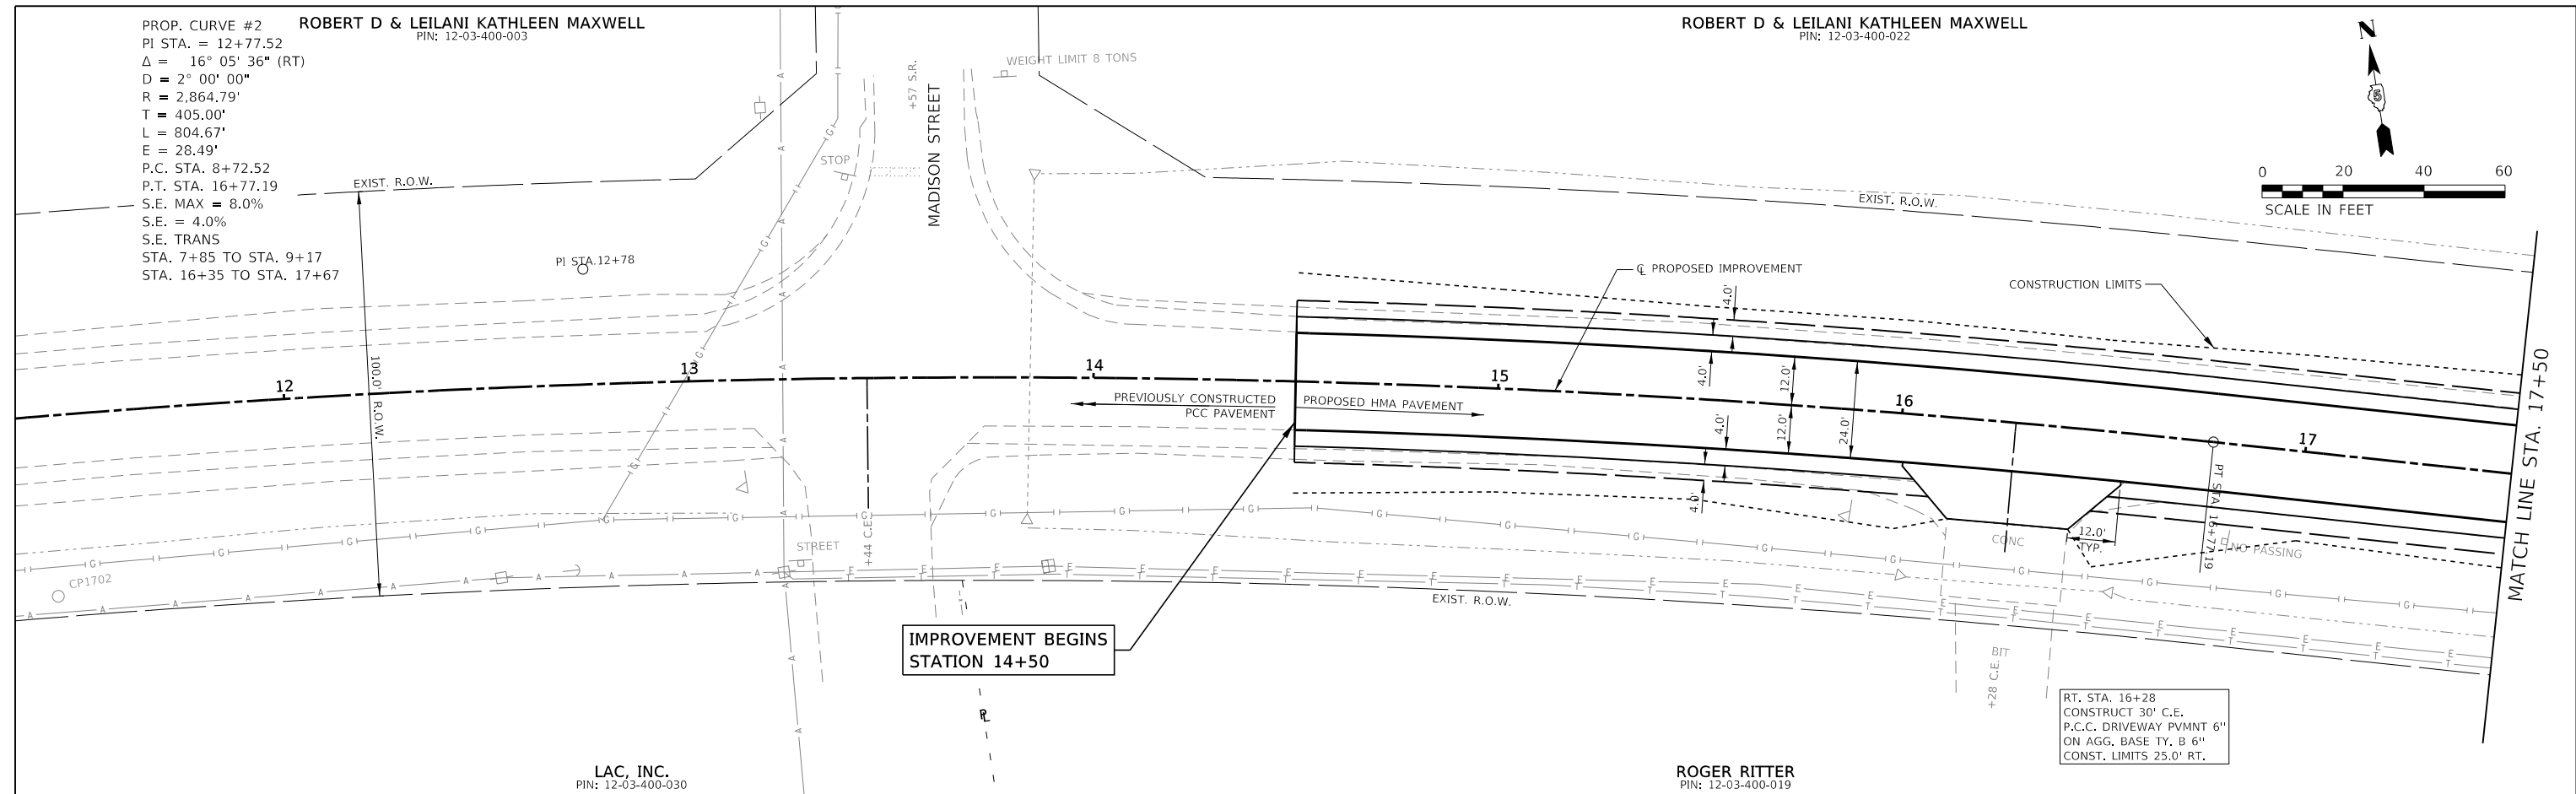 PROP. CURVE #2
PI STA. = 12+77.52
Δ = 16° 05' 36" (RT)
D = 2° 00' 00"
R = 2,864.79'
T = 405.00'
L = 804.67'
E = 28.49'
P.C. STA. 8+72.52
P.T. STA. 16+77.19
S.E. MAX = 8.0%
S.E. = 4.0%
S.E. TRANS
STA. 7+85 TO STA. 9+17
STA. 16+35 TO STA. 17+67
ROBERT D & LEILANI KATHLEEN MAXWELL
PIN: 12-03-400-003
ROBERT D & LEILANI KATHLEEN MAXWELL
PIN: 12-03-400-022
N
0 20 40 60
SCALE IN FEET
WEIGHT LIMIT 8 TONS
+57 S.R.
MADISON STREET
STOP
EXIST. R.O.W.
EXIST. R.O.W.
PI STA.12+78
℄ PROPOSED IMPROVEMENT
CONSTRUCTION LIMITS
100.0' R.O.W.
12
13
14
15
16
17
PREVIOUSLY CONSTRUCTED
PCC PAVEMENT
PROPOSED HMA PAVEMENT
4.0'
4.0'
12.0'
12.0'
24.0'
4.0'
4.0'
MATCH LINE STA. 17+50
PT STA. 16+77.19
12.0'
TYP.
NO PASSING
CONC
STREET
+44 C.E.
CP1702
EXIST. R.O.W.
IMPROVEMENT BEGINS
STATION 14+50
BIT
+28 C.E.
RT. STA. 16+28
CONSTRUCT 30' C.E.
P.C.C. DRIVEWAY PVMNT 6"
ON AGG. BASE TY. B 6"
CONST. LIMITS 25.0' RT.
PL
LAC, INC.
PIN: 12-03-400-030
ROGER RITTER
PIN: 12-03-400-019